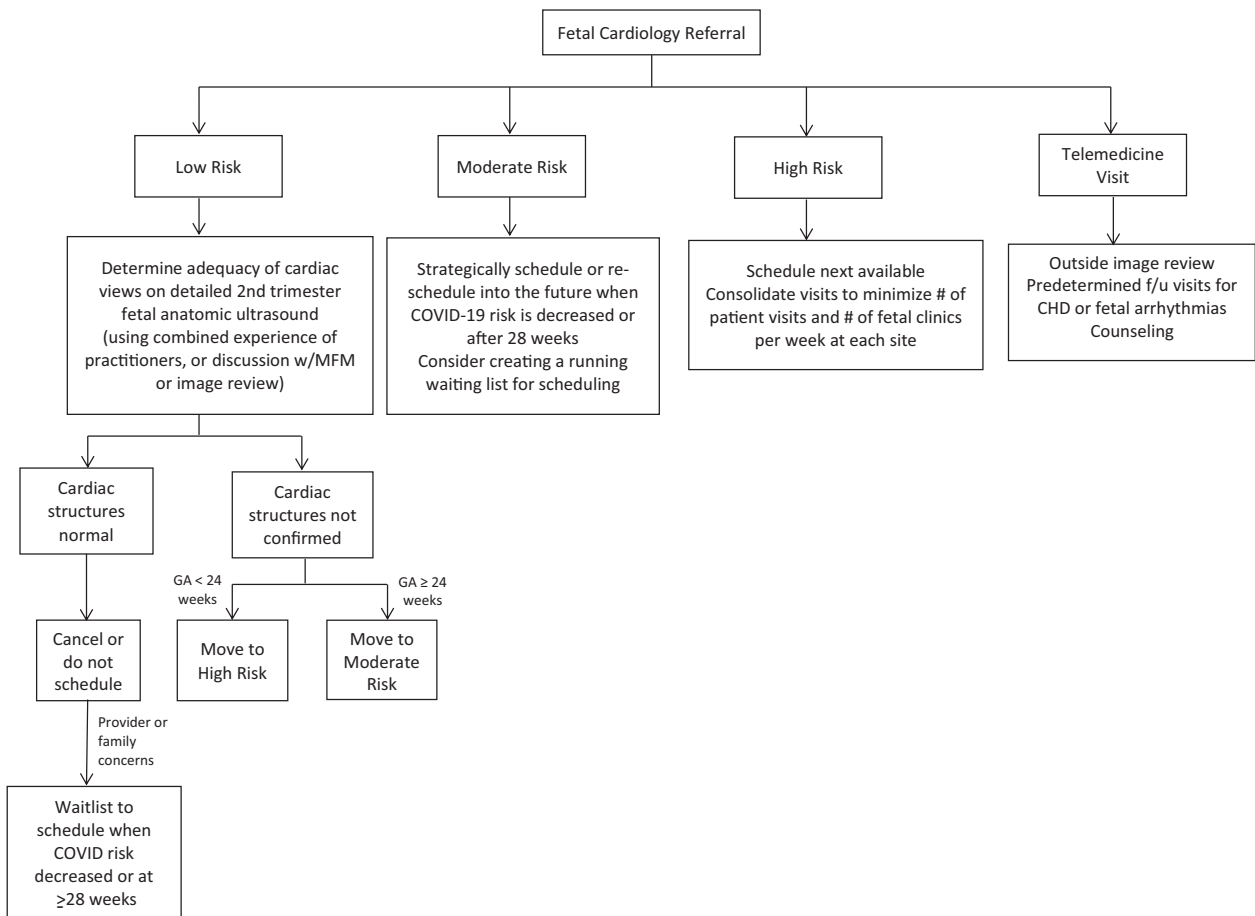 Fetal Cardiology Referral
Low Risk
Moderate Risk
High Risk
Telemedicine
Visit
Determine adequacy of cardiac
views on detailed 2nd trimester
fetal anatomic ultrasound
(using combined experience of
practitioners, or discussion w/MFM
or image review)
Strategically schedule or re-
schedule into the future when
COVID-19 risk is decreased or
after 28 weeks
Consider creating a running
waiting list for scheduling
Schedule next available
Consolidate visits to minimize # of
patient visits and # of fetal clinics
per week at each site
Outside image review
Predetermined f/u visits for
CHD or fetal arrhythmias
Counseling
Cardiac
structures
normal
Cardiac
structures not
confirmed
GA < 24
weeks
GA ≥ 24
weeks
Cancel or
do not
schedule
Move to
High Risk
Move to
Moderate
Risk
Provider or
family
concerns
Waitlist to
schedule when
COVID risk
decreased or at
≥28 weeks